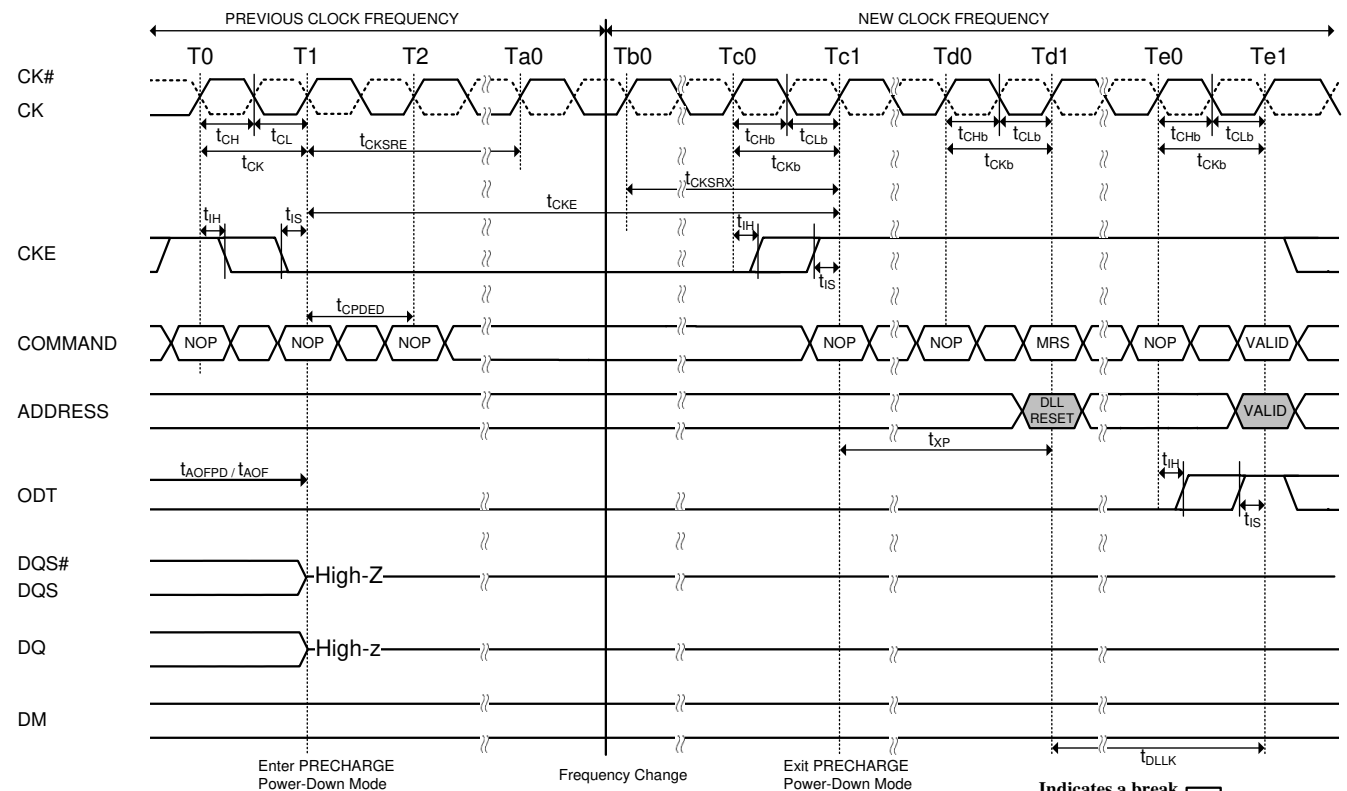 PREVIOUS CLOCK FREQUENCY NEW CLOCK FREQUENCY
T0 T1 T2 Ta0 Tb0 Tc0 Tc1 Td0 Td1 Te0 Te1
CK#
CK
tCH tCL tCHb tCLb tCHb tCLb tCHb tCLb
tCK tCKSRE tCKb tCKb tCKb
tCKSRX
tCKE
tIH tIS tIH
CKE
tIS
tCPDED
COMMAND NOP NOP NOP NOP NOP MRS NOP VALID
ADDRESS DLL RESET VALID
tXP
tAOFPD / tAOF tIH
ODT
tIS
DQS#
High-Z
DQS
DQ High-z
DM
tDLLK
Enter PRECHARGE
Power-Down Mode
Frequency Change
Exit PRECHARGE
Power-Down Mode
Indicates a break